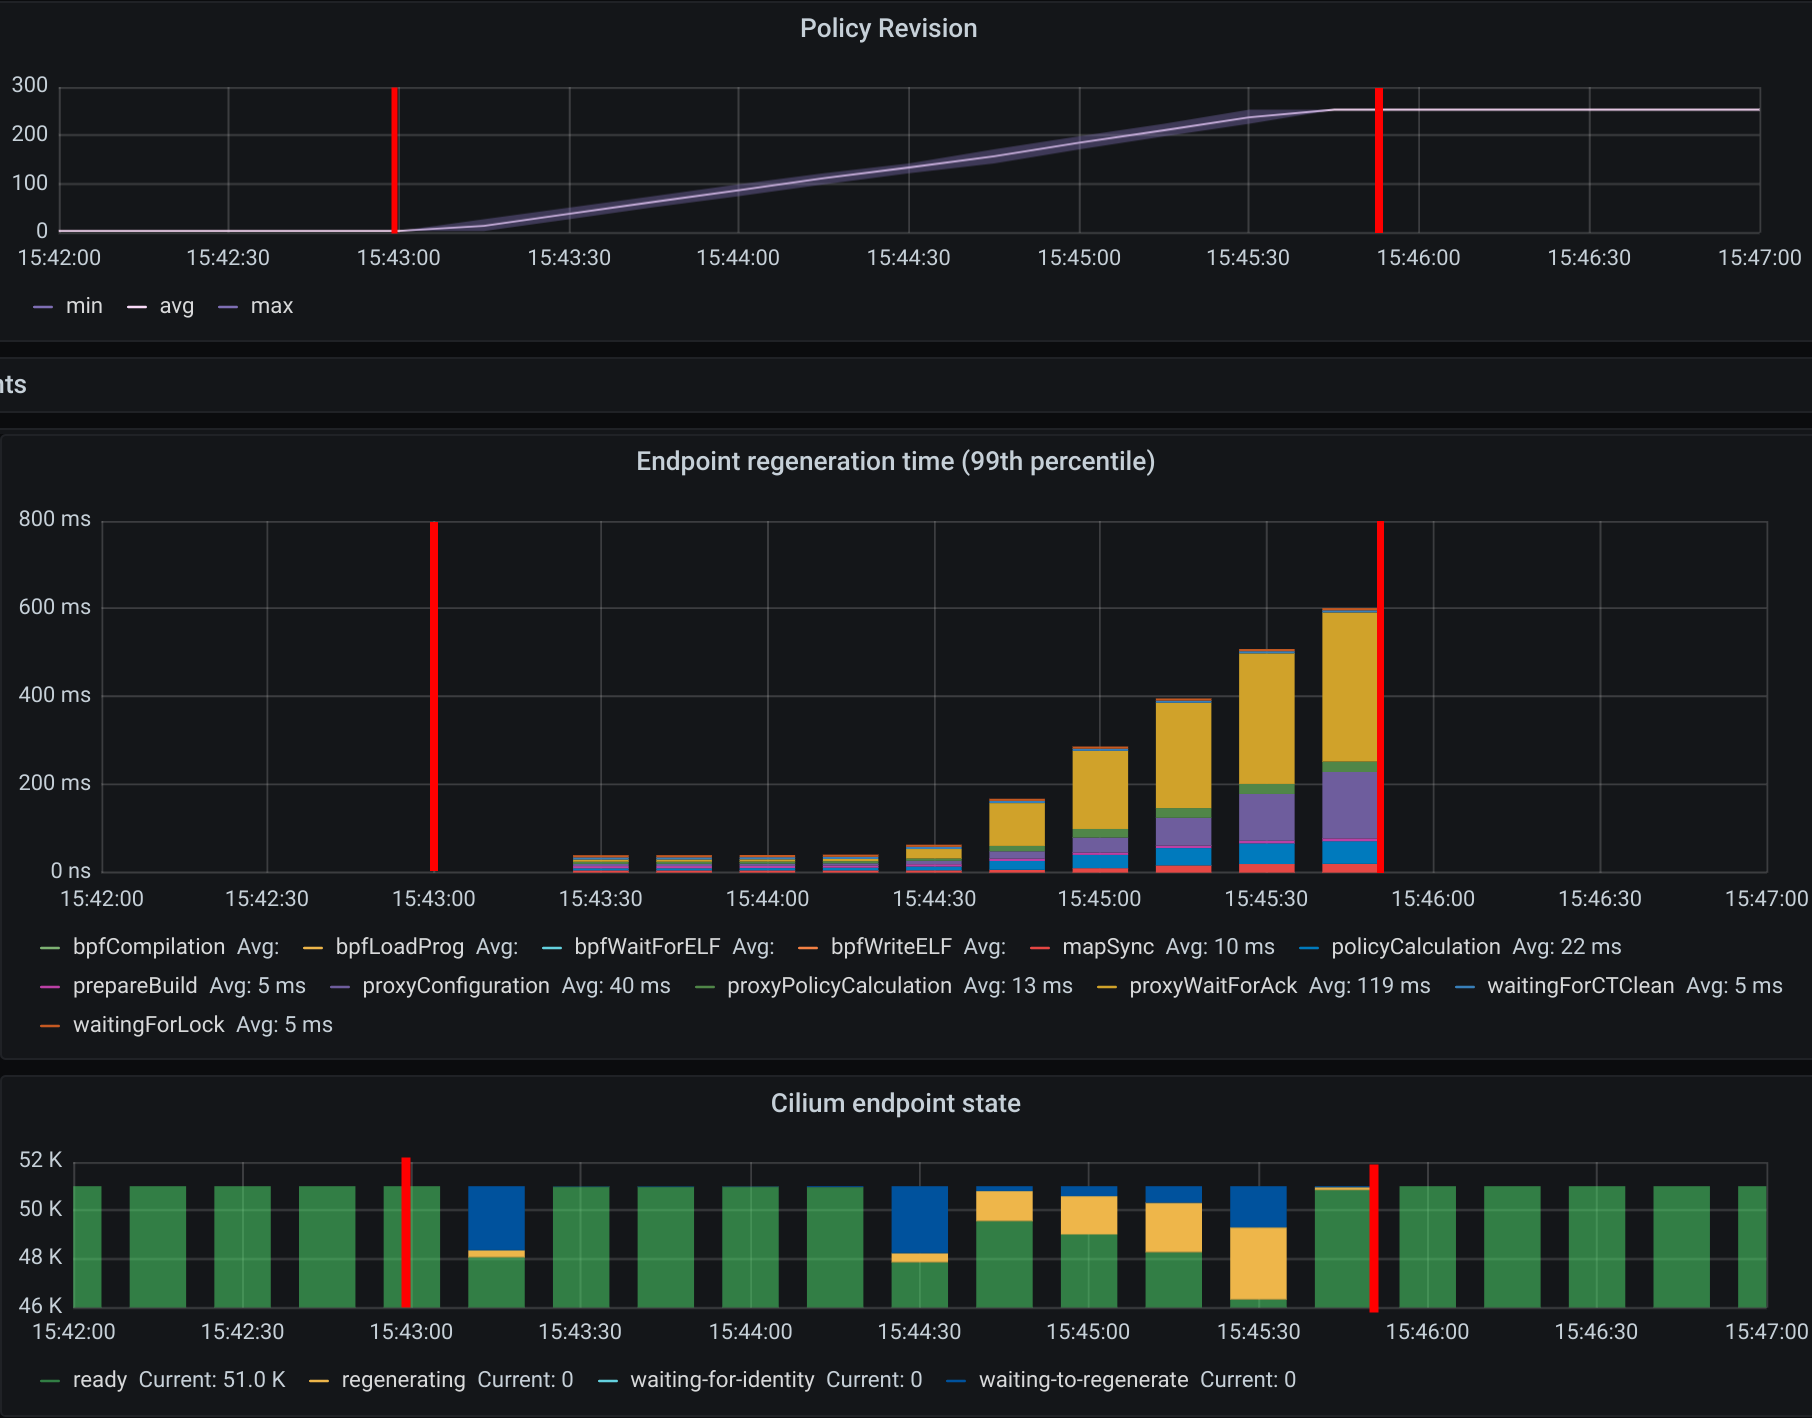 Policy Revision
300
200
100
0
15:42:00 15:42:30 15:43:00 15:43:30 15:44:00 15:44:30 15:45:00 15:45:30 15:46:00 15:46:30 15:47:00
min avg max
nts
Endpoint regeneration time (99th percentile)
800 ms
600 ms
400 ms
200 ms
0 ns
15:42:00 15:42:30 15:43:00 15:43:30 15:44:00 15:44:30 15:45:00 15:45:30 15:46:00 15:46:30 15:47:00
bpfCompilation Avg: bpfLoadProg Avg: bpfWaitForELF Avg: bpfWriteELF Avg: mapSync Avg: 10 ms policyCalculation Avg: 22 ms
prepareBuild Avg: 5 ms proxyConfiguration Avg: 40 ms proxyPolicyCalculation Avg: 13 ms proxyWaitForAck Avg: 119 ms waitingForCTClean Avg: 5 ms
waitingForLock Avg: 5 ms
Cilium endpoint state
52 K
50 K
48 K
46 K
15:42:00 15:42:30 15:43:00 15:43:30 15:44:00 15:44:30 15:45:00 15:45:30 15:46:00 15:46:30 15:47:00
ready Current: 51.0 K regenerating Current: 0 waiting-for-identity Current: 0 waiting-to-regenerate Current: 0